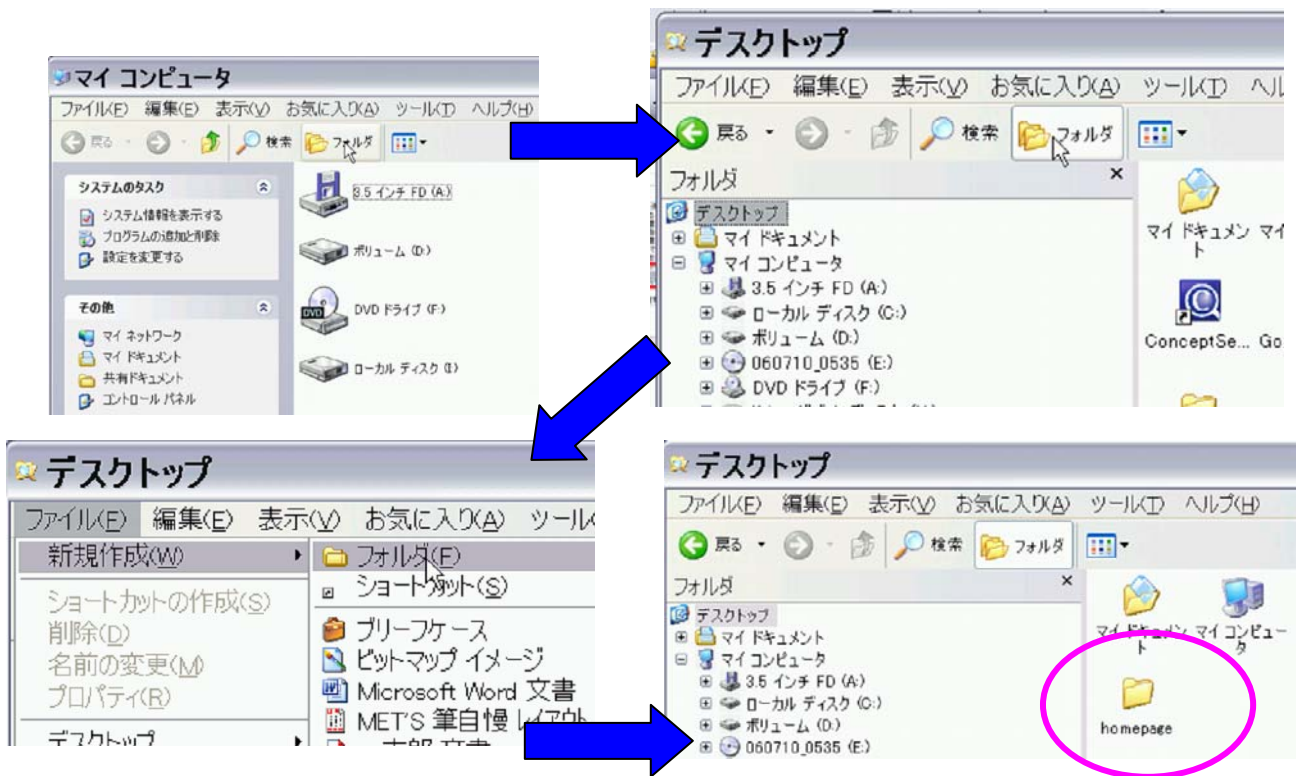 マイ コンピュータ
ファイル(F) 編集(E) 表示(V) お気に入り(A) ツール(T) ヘルプ(H)
戻る 検索 フォルダ
システムのタスク
システム情報を表示する
プログラムの追加と削除
設定を変更する
その他
マイ ネットワーク
マイ ドキュメント
共有ドキュメント
コントロール パネル
3.5 インチ FD (A:)
ボリューム (D:)
DVD ドライブ (F:)
DVD
ローカル ディスク (I:)
デスクトップ
ファイル(F) 編集(E) 表示(V) お気に入り(A) ツール(T) ヘル
戻る 検索 フォルダ
フォルダ ×
デスクトップ
マイ ドキュメント
マイ コンピュータ
3.5 インチ FD (A:)
ローカル ディスク (C:)
ボリューム (D:)
060710_0535 (E:)
DVD ドライブ (F:)
マイ ドキュメン マイ
ト
ConceptSe... Go
デスクトップ
ファイル(F) 編集(E) 表示(V) お気に入り(A) ツール
新規作成(W)
ショートカットの作成(S)
削除(D)
名前の変更(M)
プロパティ(R)
デスクトップ
フォルダ(F)
ショートカット(S)
ブリーフケース
ビットマップ イメージ
Microsoft Word 文書
MET'S 筆自慢 レイアウト
デスクトップ
ファイル(F) 編集(E) 表示(V) お気に入り(A) ツール(T) ヘルプ(H)
戻る 検索 フォルダ
フォルダ ×
デスクトップ
マイ ドキュメント
マイ コンピュータ
3.5 インチ FD (A:)
ローカル ディスク (C:)
ボリューム (D:)
060710_0535 (E:)
マイ ドキュメン マイ コンピュー
ト タ
homepage